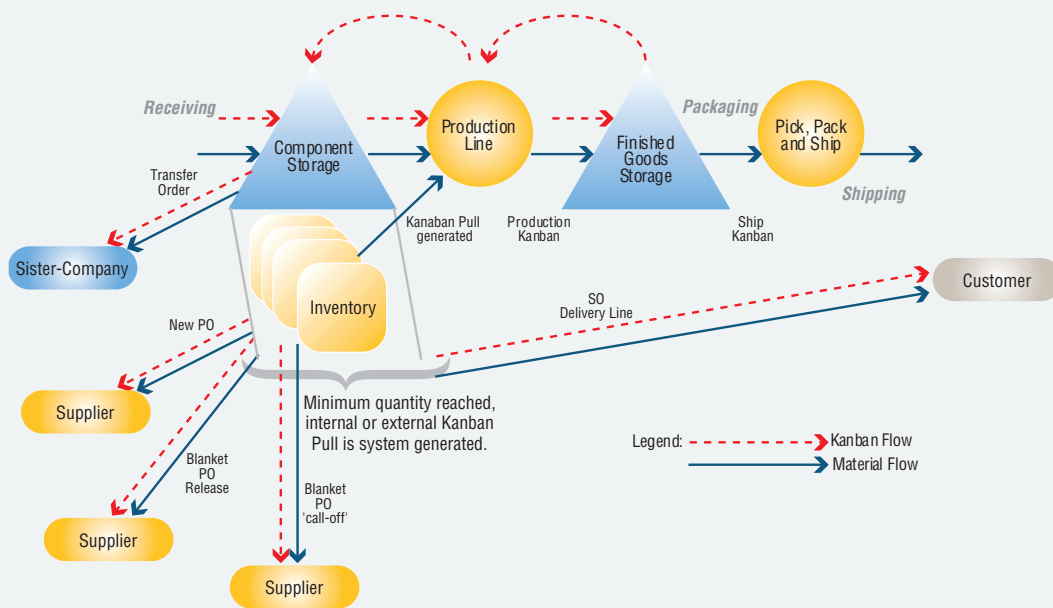 Receiving
Packaging
Production
Line
Pick, Pack
and Ship
Component
Storage
Finished
Goods
Storage
Transfer
Order
Shipping
Kanaban Pull
generated
Production
Kanban
Ship
Kanban
Sister-Company
Customer
Inventory
SO
Delivery Line
New PO
Supplier
Minimum quantity reached,
internal or external Kanban
Pull is system generated.
Legend:
Kanban Flow
Material Flow
Blanket
PO
Release
Blanket
PO
'call-off'
Supplier
Supplier